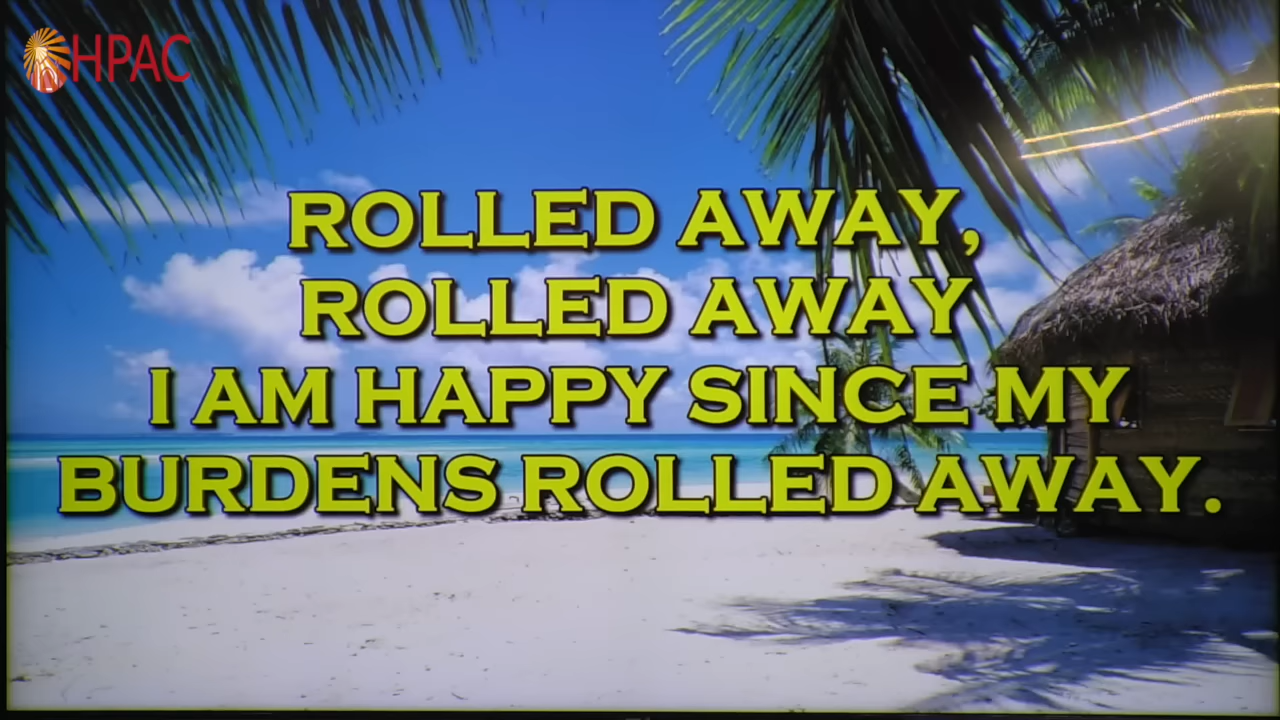 HPAC
ROLLED AWAY,
ROLLED AWAY
I AM HAPPY SINCE MY
BURDENS ROLLED AWAY.